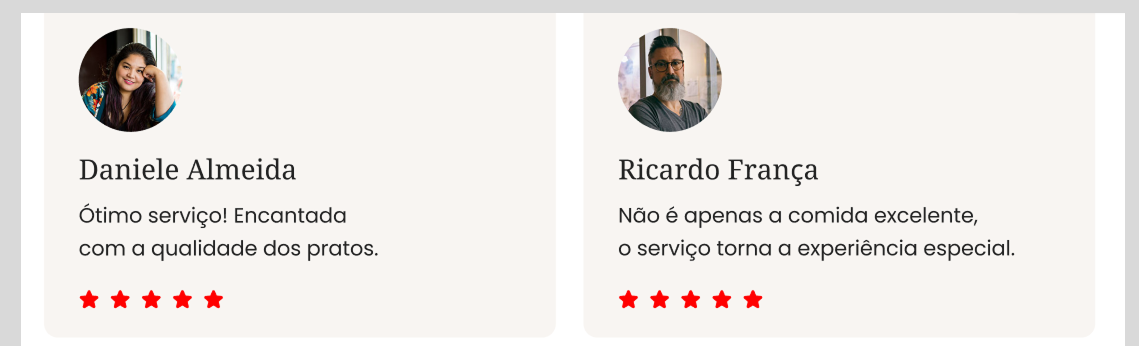 Daniele Almeida
Ótimo serviço! Encantada
com a qualidade dos pratos.
Ricardo França
Não é apenas a comida excelente,
o serviço torna a experiência especial.